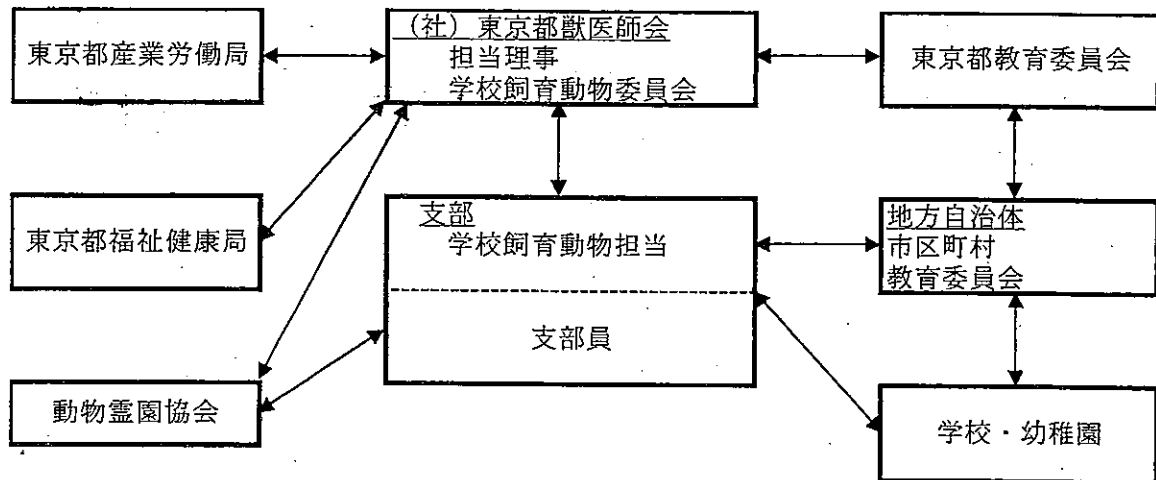 東京都産業労働局
（社）東京都獣医師会
担当理事
学校飼育動物委員会
東京都教育委員会
東京都福祉健康局
支部
学校飼育動物担当
支部員
地方自治体
市区町村
教育委員会
動物霊園協会
学校・幼稚園